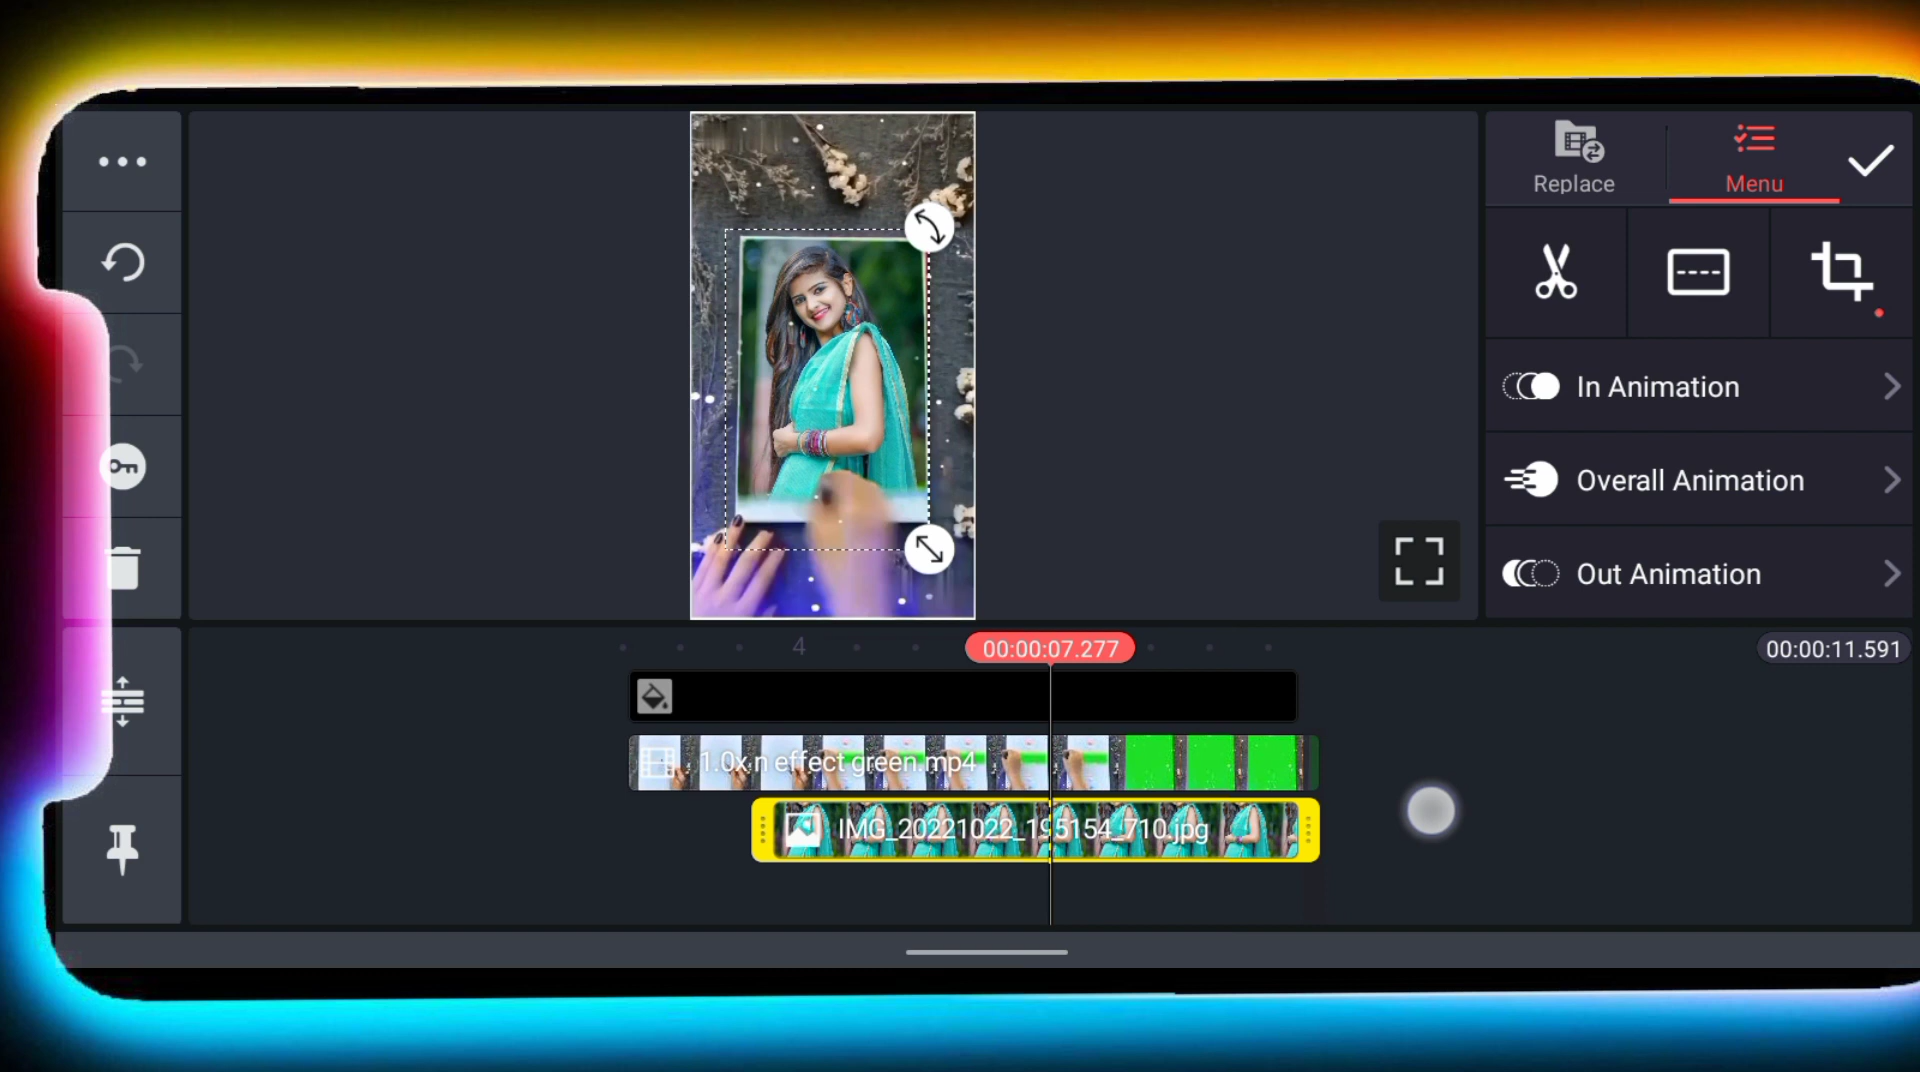 Replace
Menu
In Animation
Overall Animation
Out Animation
4
00:00:07.277
00:00:11.591
1.0x n effect green.mp4
IMG_20221022_195154_710.jpg